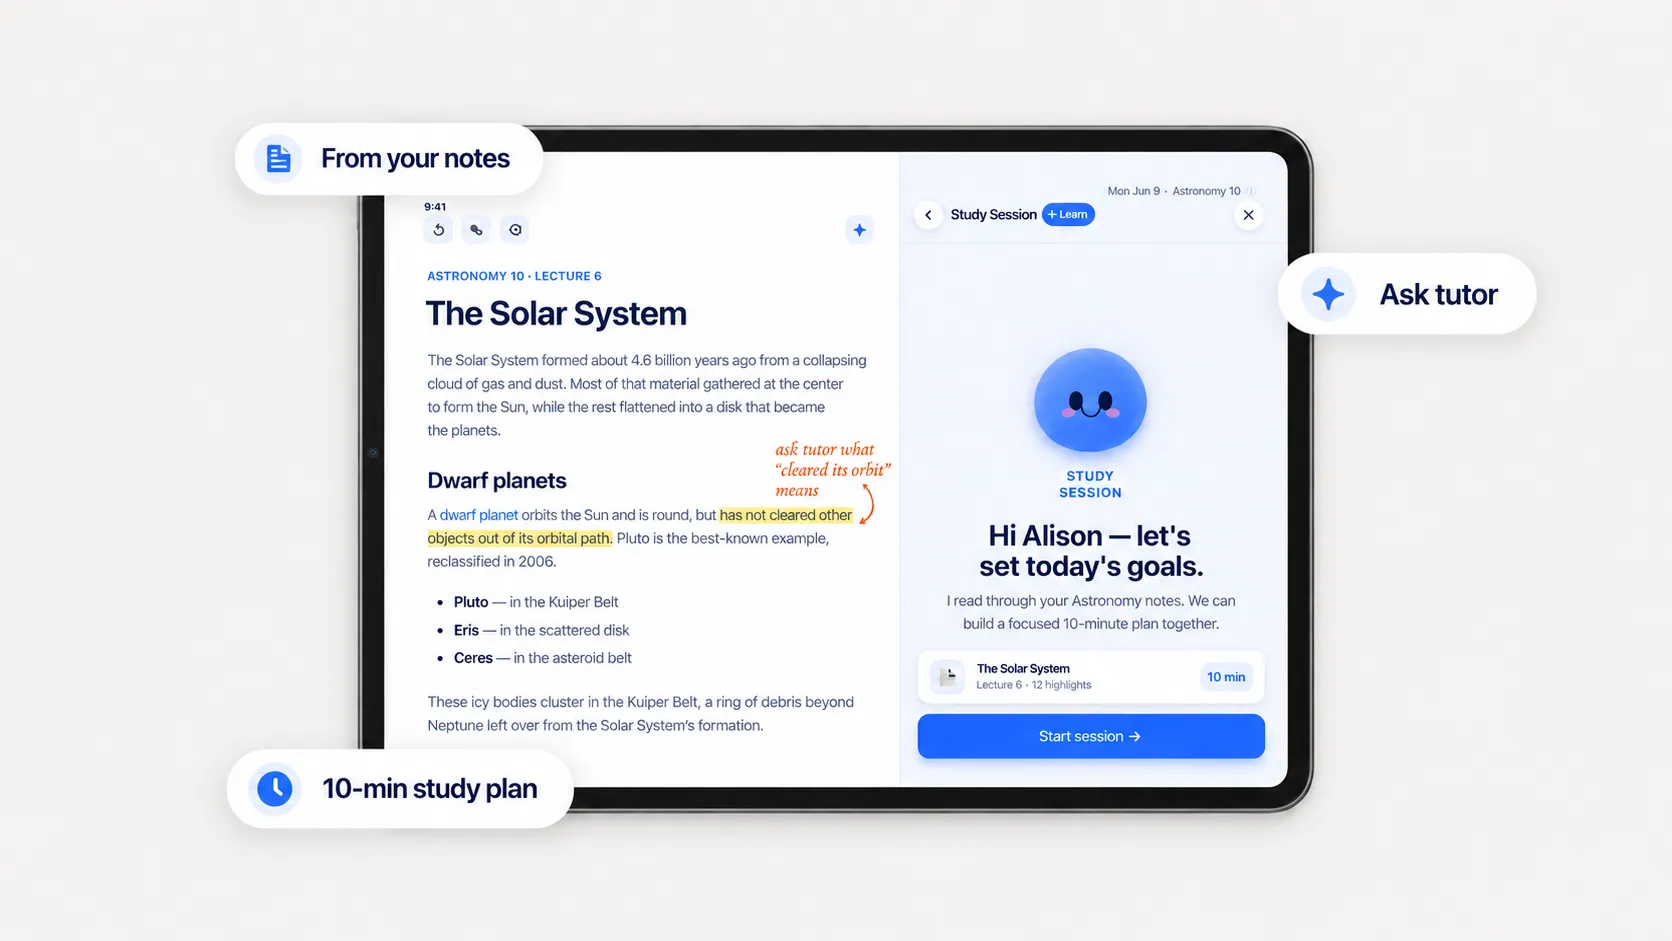 From your notes
9:41
ASTRONOMY 10 · LECTURE 6
The Solar System
The Solar System formed about 4.6 billion years ago from a collapsing
cloud of gas and dust. Most of that material gathered at the center
to form the Sun, while the rest flattened into a disk that became
the planets.
ask tutor what
“cleared its orbit”
means
Dwarf planets
A dwarf planet orbits the Sun and is round, but has not cleared other
objects out of its orbital path. Pluto is the best-known example,
reclassified in 2006.
• Pluto — in the Kuiper Belt
• Eris — in the scattered disk
• Ceres — in the asteroid belt
These icy bodies cluster in the Kuiper Belt, a ring of debris beyond
Neptune left over from the Solar System’s formation.
10-min study plan
Mon Jun 9 · Astronomy 10
Study Session
+ Learn
Ask tutor
STUDY
SESSION
Hi Alison — let's
set today's goals.
I read through your Astronomy notes. We can
build a focused 10-minute plan together.
The Solar System
Lecture 6 · 12 highlights
10 min
Start session →